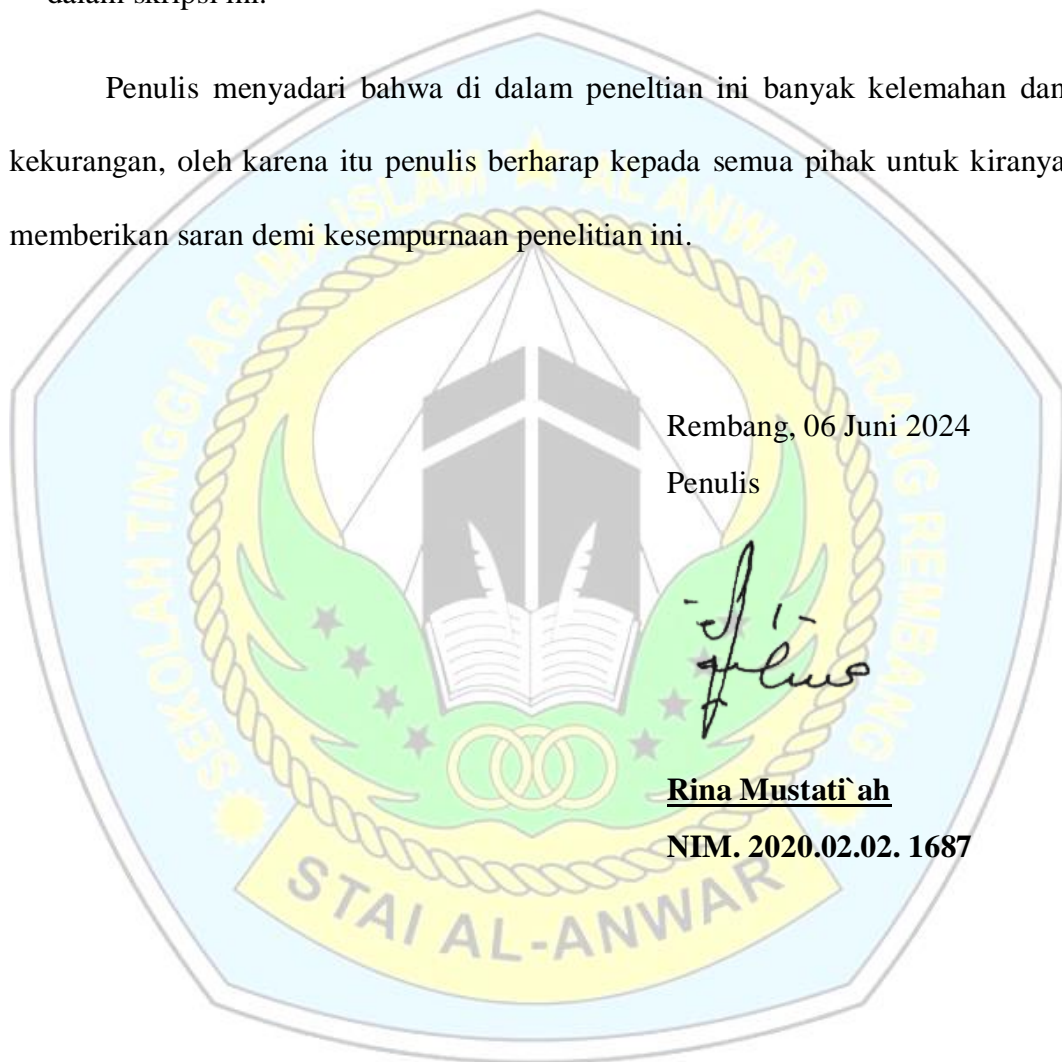 dalam skripsi ini.
Penulis menyadari bahwa di dalam peneltian ini banyak kelemahan dan
kekurangan, oleh karena itu penulis berharap kepada semua pihak untuk kiranya
memberikan saran demi kesempurnaan penelitian ini.
SEKOLAH TINGGI AGAMA ISLAM AL ANWAR SARANG REMBANG
Rembang, 06 Juni 2024
Penulis
Rina Mustati`ah
NIM. 2020.02.02. 1687
STAI AL-ANWAR